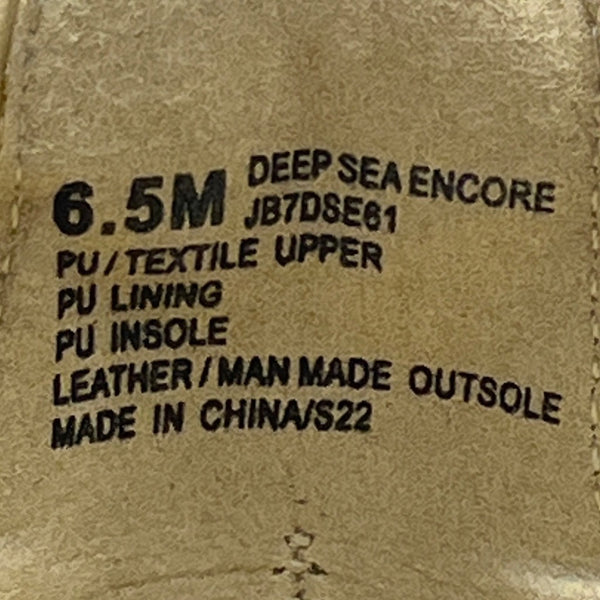 6.5M DEEP SEA ENCORE
JB7DSE61
PU/TEXTILE UPPER
PU LINING
PU INSOLE
LEATHER/MAN MADE OUTSOLE
MADE IN CHINA/S22